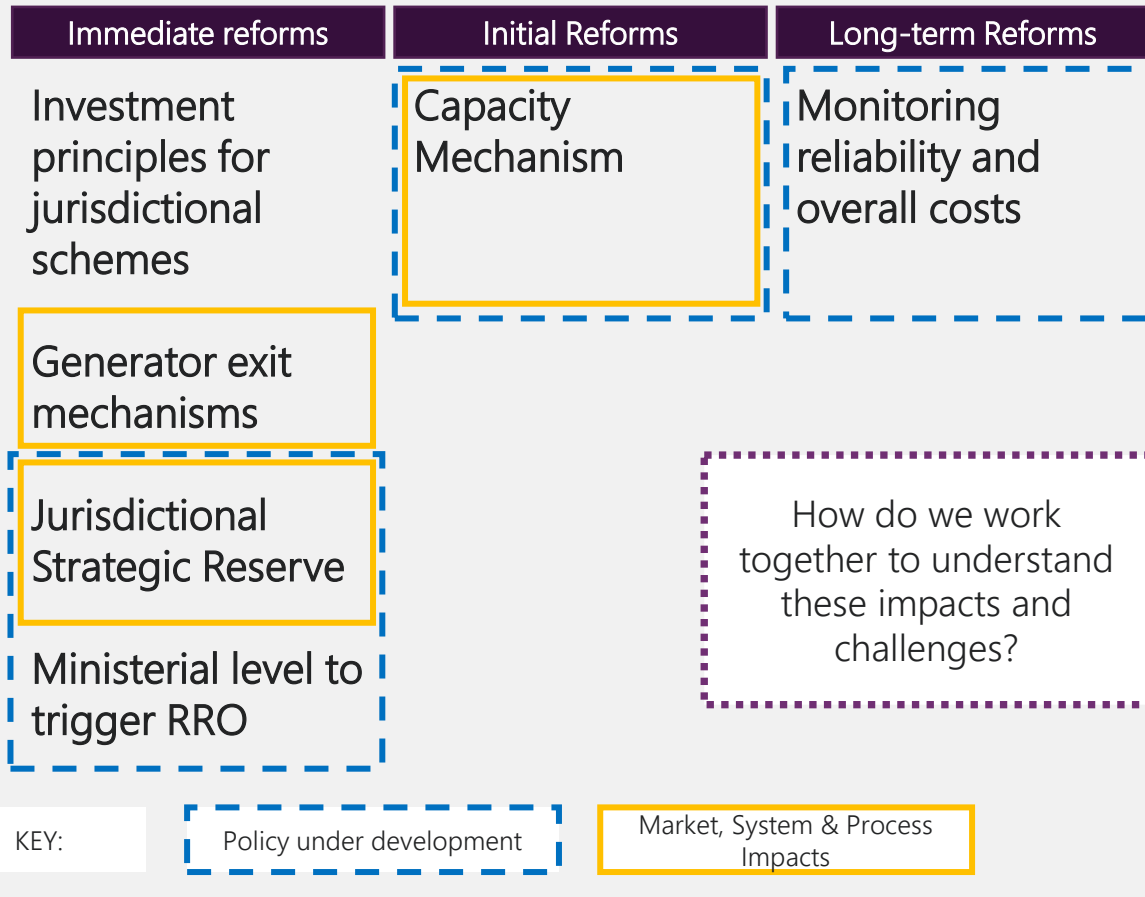 Immediate reforms
Initial Reforms
Long-term Reforms
Investment
principles for
jurisdictional
schemes
Generator exit
mechanisms
Jurisdictional
Strategic Reserve
Ministerial level to
trigger RRO
Capacity
Mechanism
Monitoring
reliability and
overall costs
How do we work
together to understand
these impacts and
challenges?
KEY:
Policy under development
Market, System & Process
Impacts